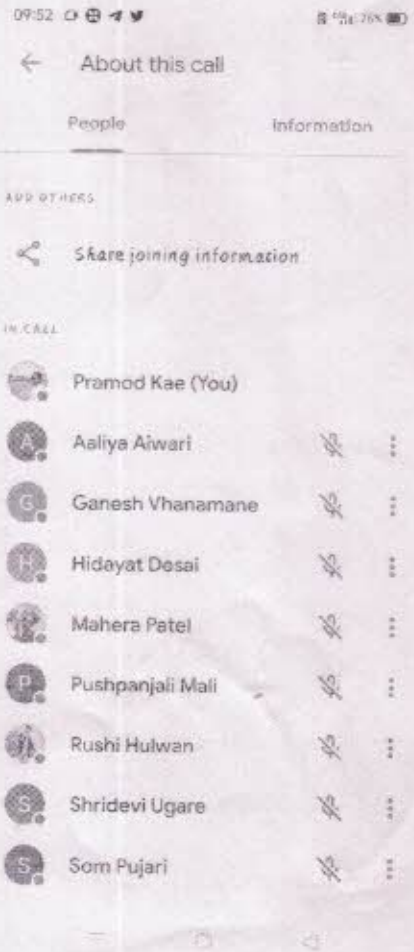 09:52 76%
← About this call
People Information
ADD OTHERS
Share joining information
IN CALL
Pramod Kae (You)
A Aaliya Aiwari
G Ganesh Vhanamane
H Hidayat Desai
Mahera Patel
P Pushpanjali Mali
Rushi Hulwan
S Shridevi Ugare
S Som Pujari